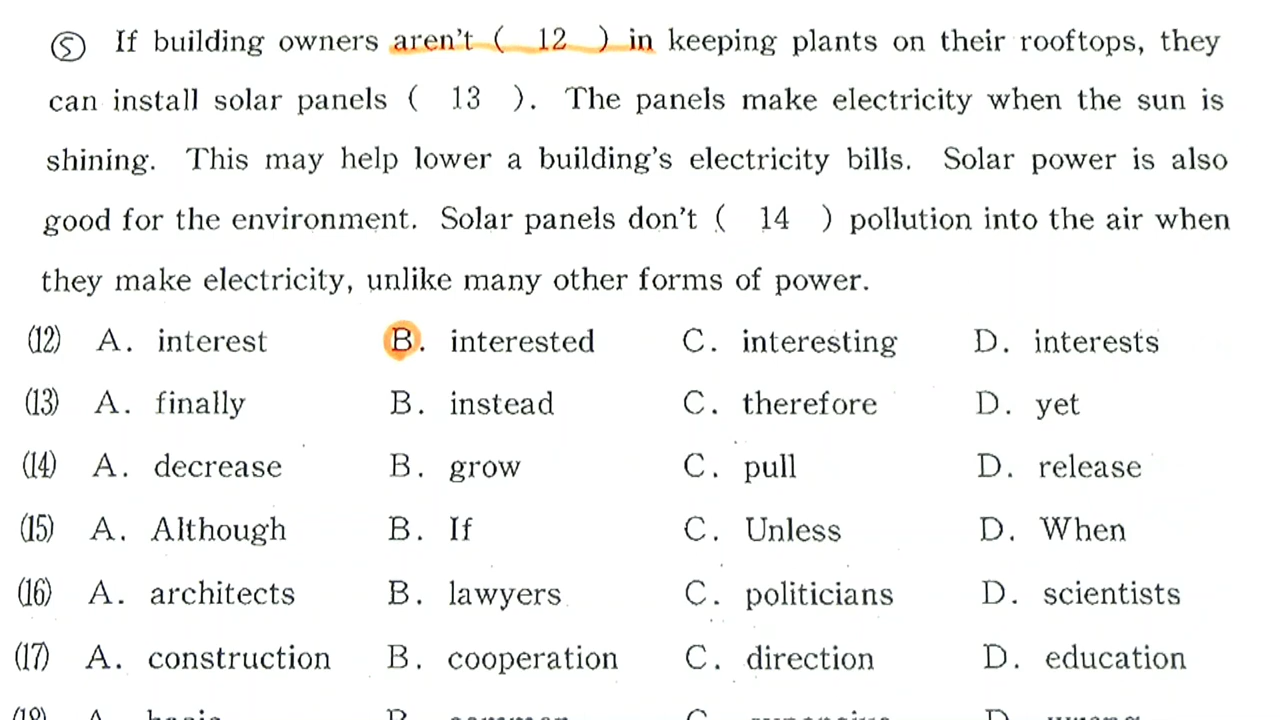 ⑤ If building owners aren't ( 12 ) in keeping plants on their rooftops, they
can install solar panels ( 13 ). The panels make electricity when the sun is
shining. This may help lower a building's electricity bills. Solar power is also
good for the environment. Solar panels don't ( 14 ) pollution into the air when
they make electricity, unlike many other forms of power.
(12) A. interest B. interested C. interesting D. interests
(13) A. finally B. instead C. therefore D. yet
(14) A. decrease B. grow C. pull D. release
(15) A. Although B. If C. Unless D. When
(16) A. architects B. lawyers C. politicians D. scientists
(17) A. construction B. cooperation C. direction D. education